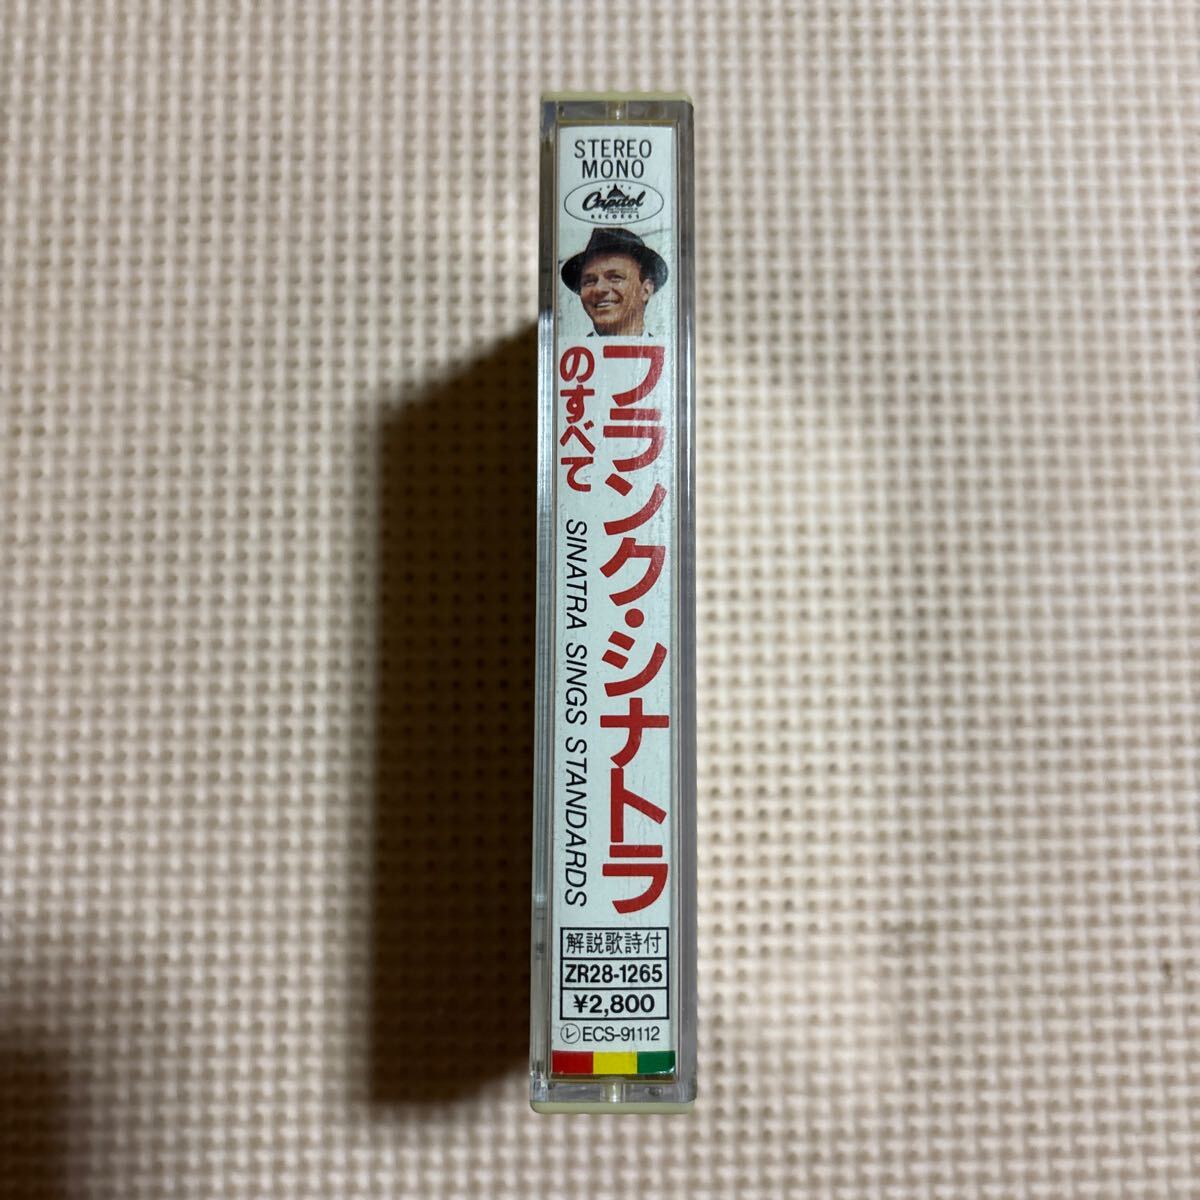 STEREO
MONO
Capitol
RECORDS
フランク・シナトラ
のすべて
SINATRA SINGS STANDARDS
解説歌詩付
ZR28-1265
¥2,800
Ⓛ ECS-91112